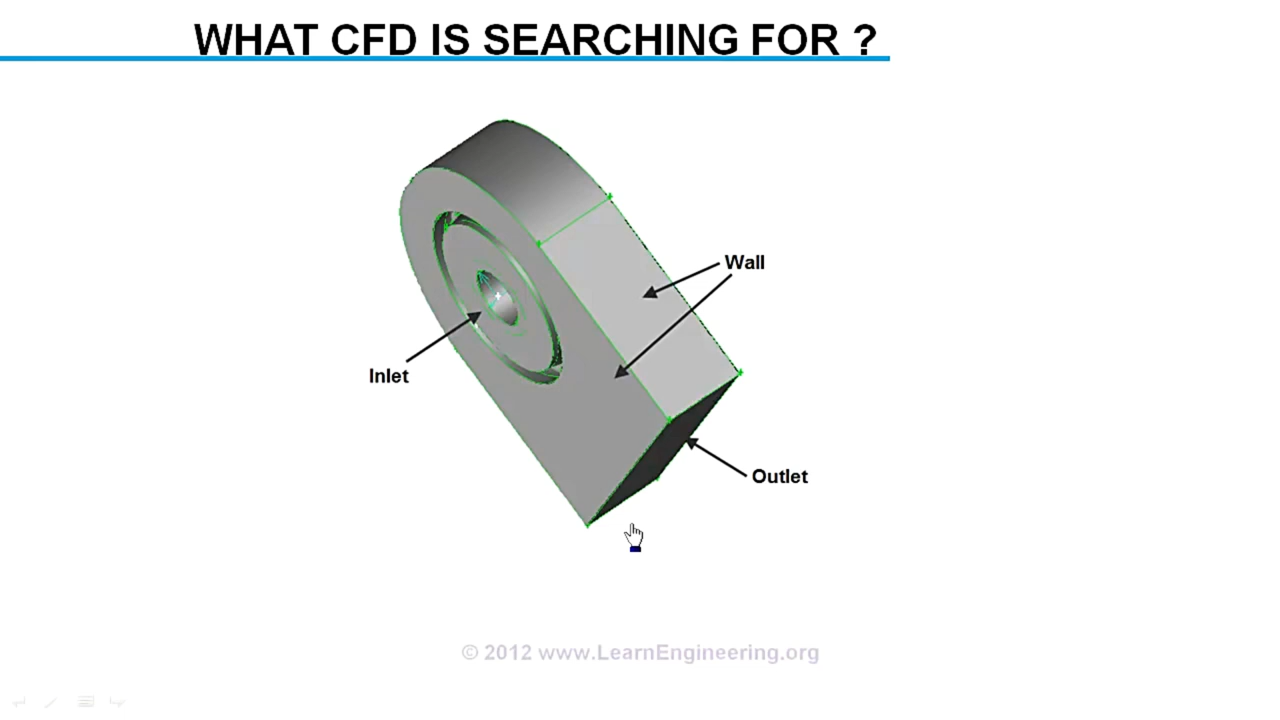 WHAT CFD IS SEARCHING FOR ?
Wall
Inlet
Outlet
© 2012 www.LearnEngineering.org